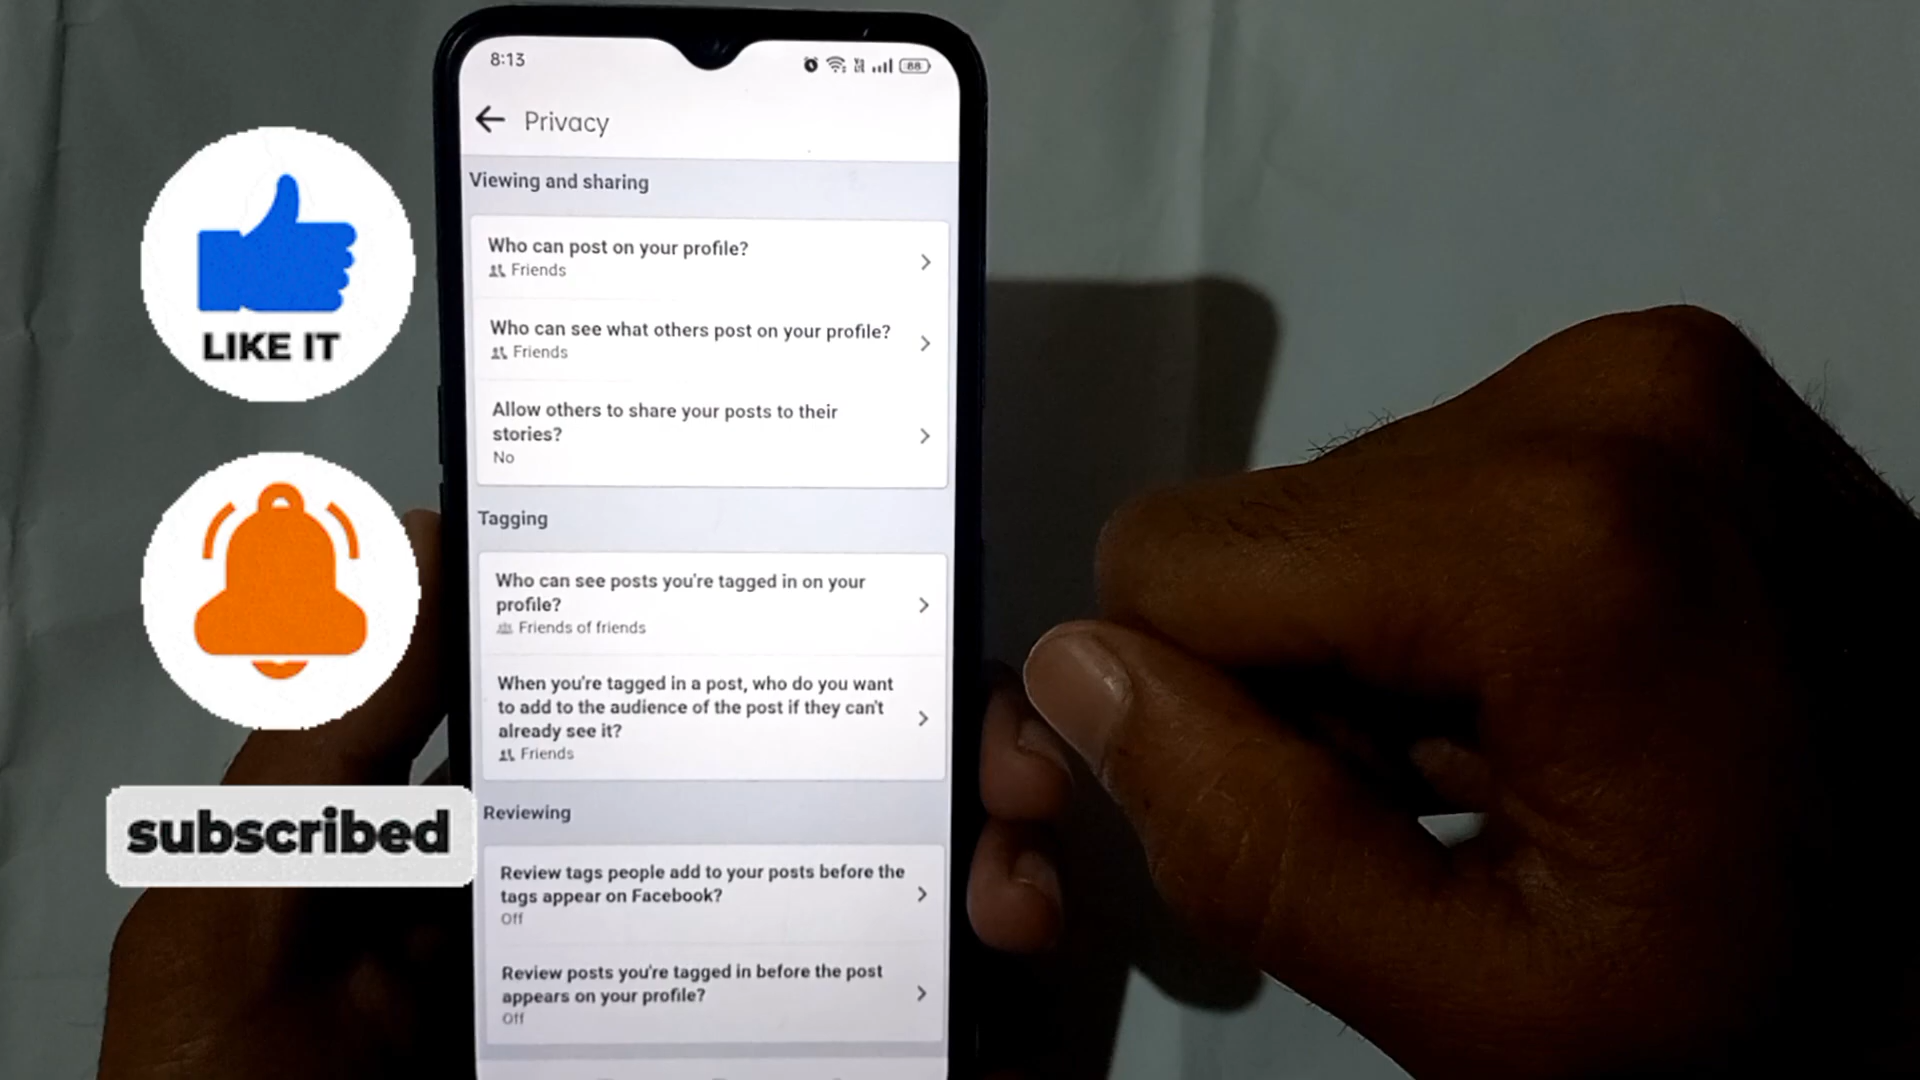 8:13
88
Privacy
Viewing and sharing
Who can post on your profile?
Friends
Who can see what others post on your profile?
Friends
Allow others to share your posts to their
stories?
No
Tagging
Who can see posts you're tagged in on your
profile?
Friends of friends
When you're tagged in a post, who do you want
to add to the audience of the post if they can't
already see it?
Friends
Reviewing
Review tags people add to your posts before the
tags appear on Facebook?
Off
Review posts you're tagged in before the post
appears on your profile?
Off
LIKE IT
subscribed